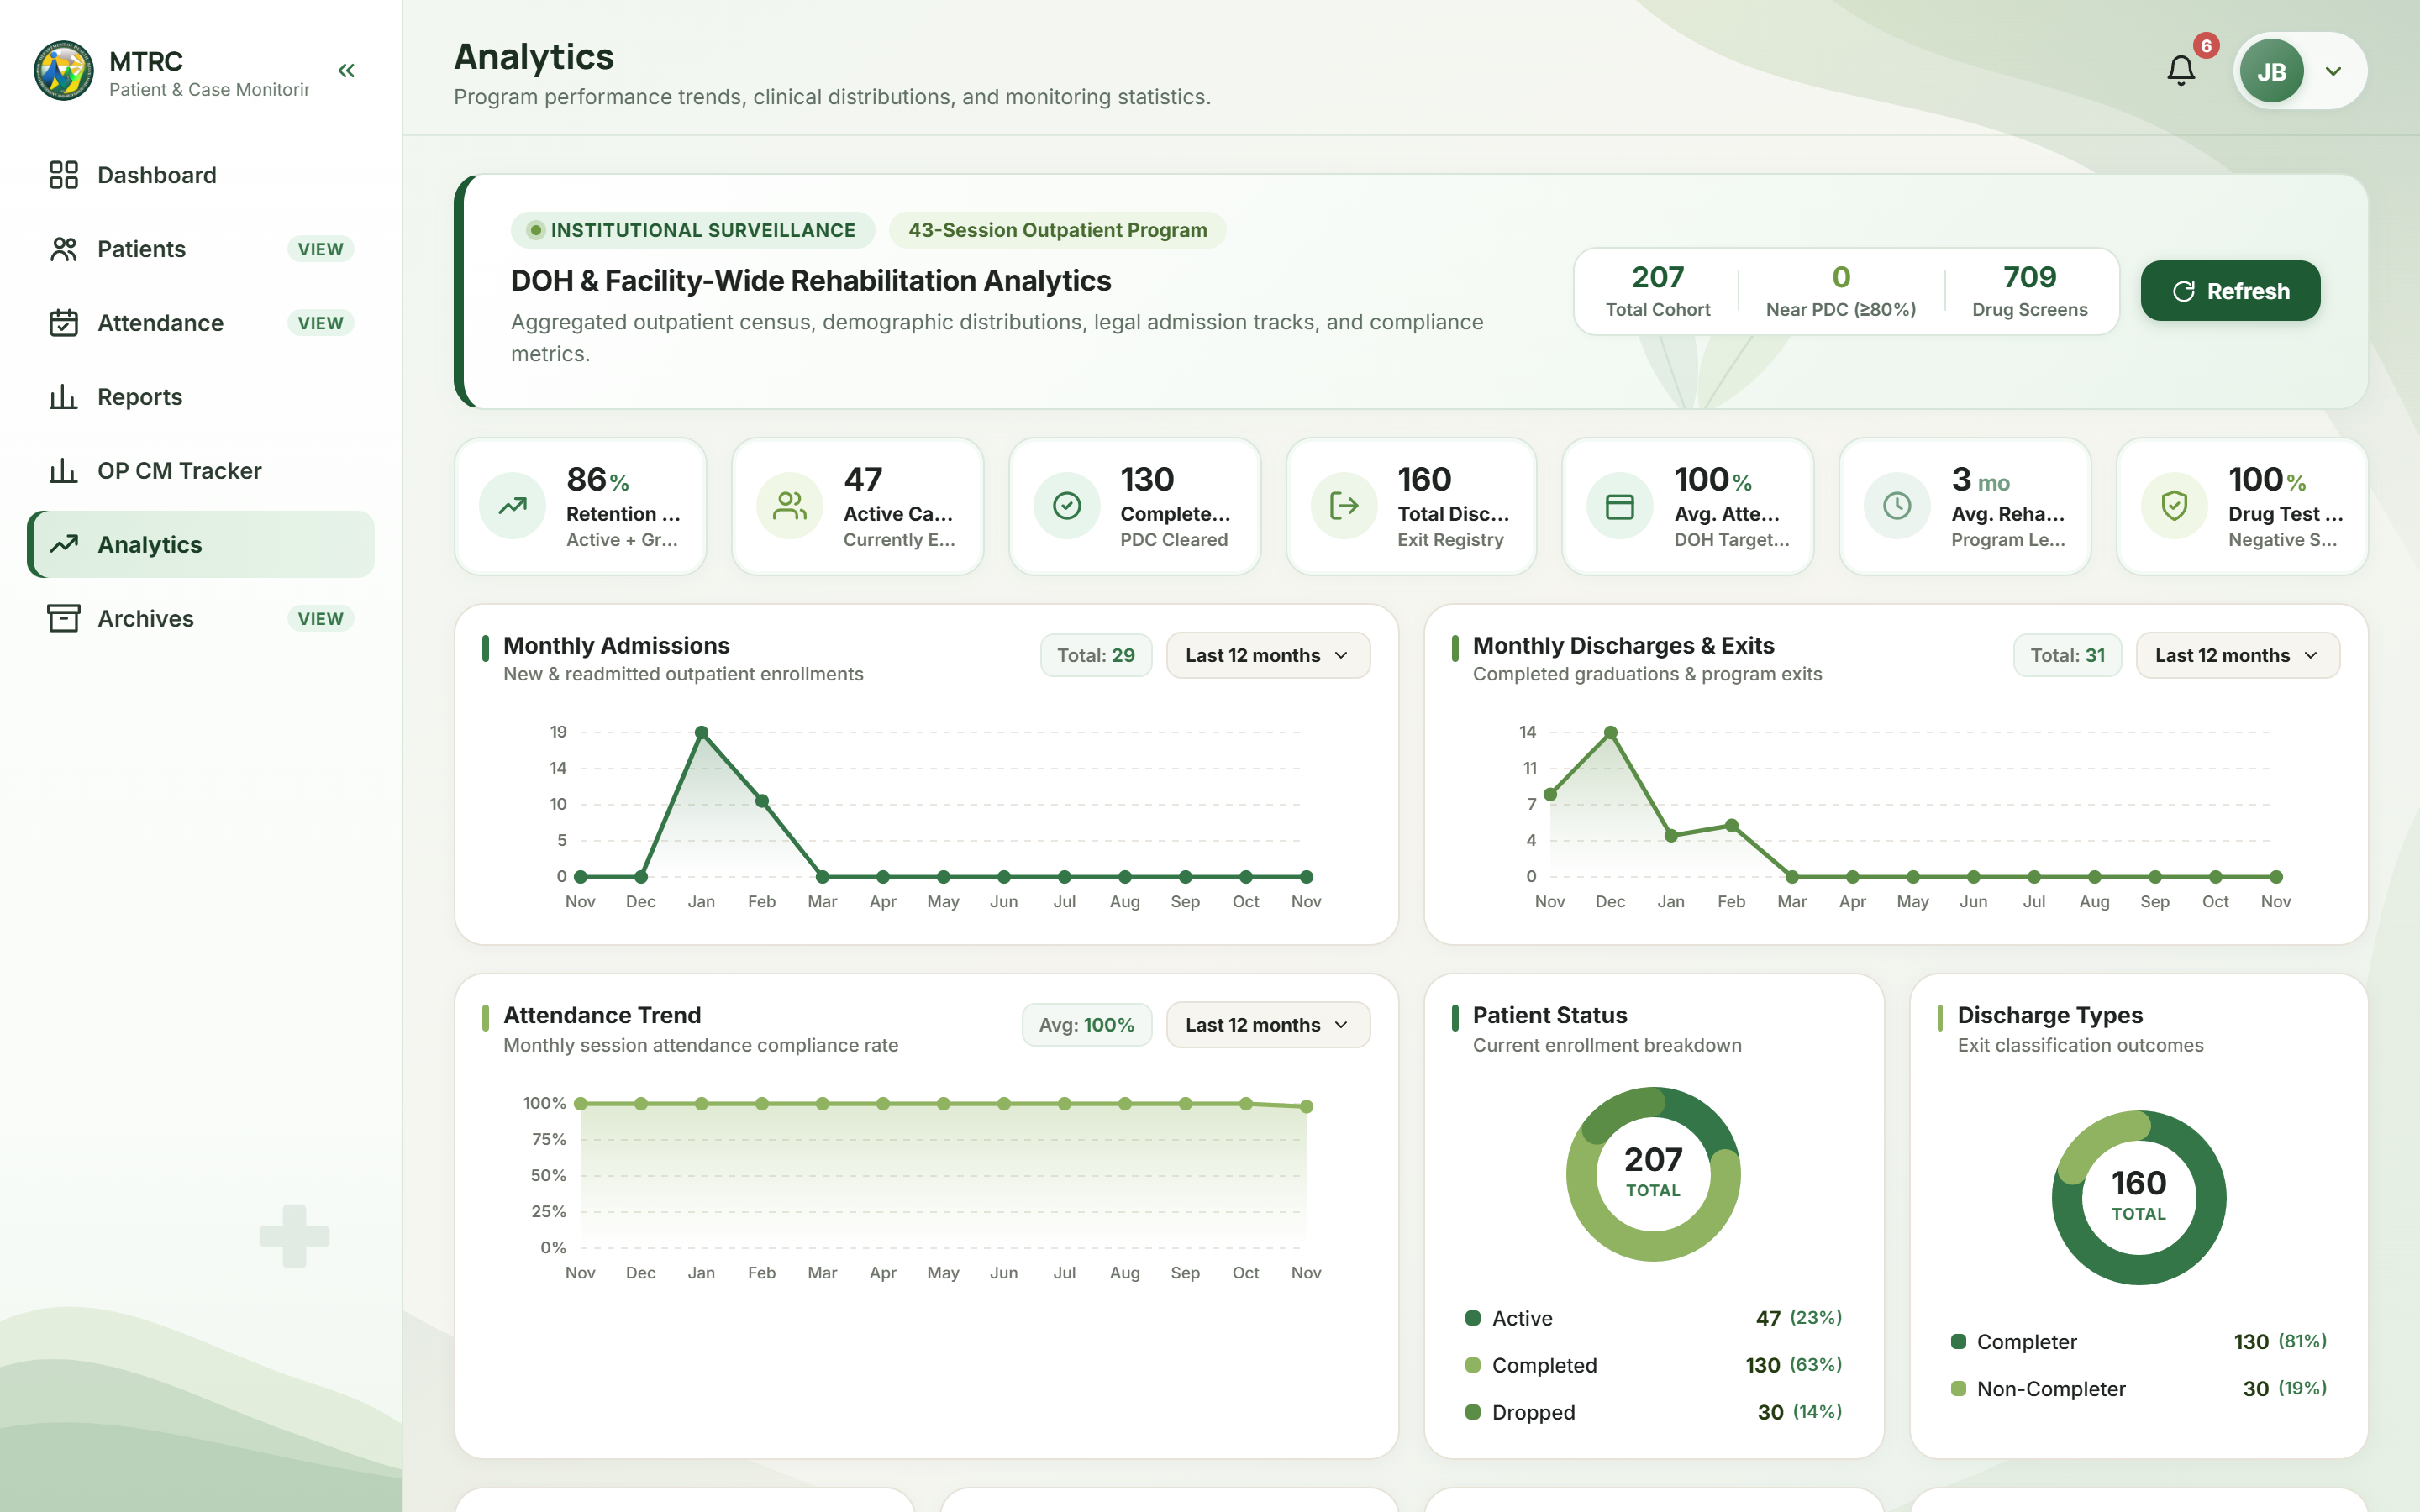 MTRC
Patient & Case Monitorin
Dashboard
Patients VIEW
Attendance VIEW
Reports
OP CM Tracker
Analytics
Archives VIEW
Analytics
Program performance trends, clinical distributions, and monitoring statistics.
6
JB
INSTITUTIONAL SURVEILLANCE
43-Session Outpatient Program
DOH & Facility-Wide Rehabilitation Analytics
Aggregated outpatient census, demographic distributions, legal admission tracks, and compliance
metrics.
207
Total Cohort
0
Near PDC (≥80%)
709
Drug Screens
Refresh
86%
Retention ...
Active + Gr...
47
Active Ca...
Currently E...
130
Complete...
PDC Cleared
160
Total Disc...
Exit Registry
100%
Avg. Atte...
DOH Target...
3 mo
Avg. Reha...
Program Le...
100%
Drug Test ...
Negative S...
Monthly Admissions
New & readmitted outpatient enrollments
Total: 29
Last 12 months
19
14
10
5
0
Nov Dec Jan Feb Mar Apr May Jun Jul Aug Sep Oct Nov
Monthly Discharges & Exits
Completed graduations & program exits
Total: 31
Last 12 months
14
11
7
4
0
Nov Dec Jan Feb Mar Apr May Jun Jul Aug Sep Oct Nov
Attendance Trend
Monthly session attendance compliance rate
Avg: 100%
Last 12 months
100%
75%
50%
25%
0%
Nov Dec Jan Feb Mar Apr May Jun Jul Aug Sep Oct Nov
Patient Status
Current enrollment breakdown
207
TOTAL
Active 47 (23%)
Completed 130 (63%)
Dropped 30 (14%)
Discharge Types
Exit classification outcomes
160
TOTAL
Completer 130 (81%)
Non-Completer 30 (19%)